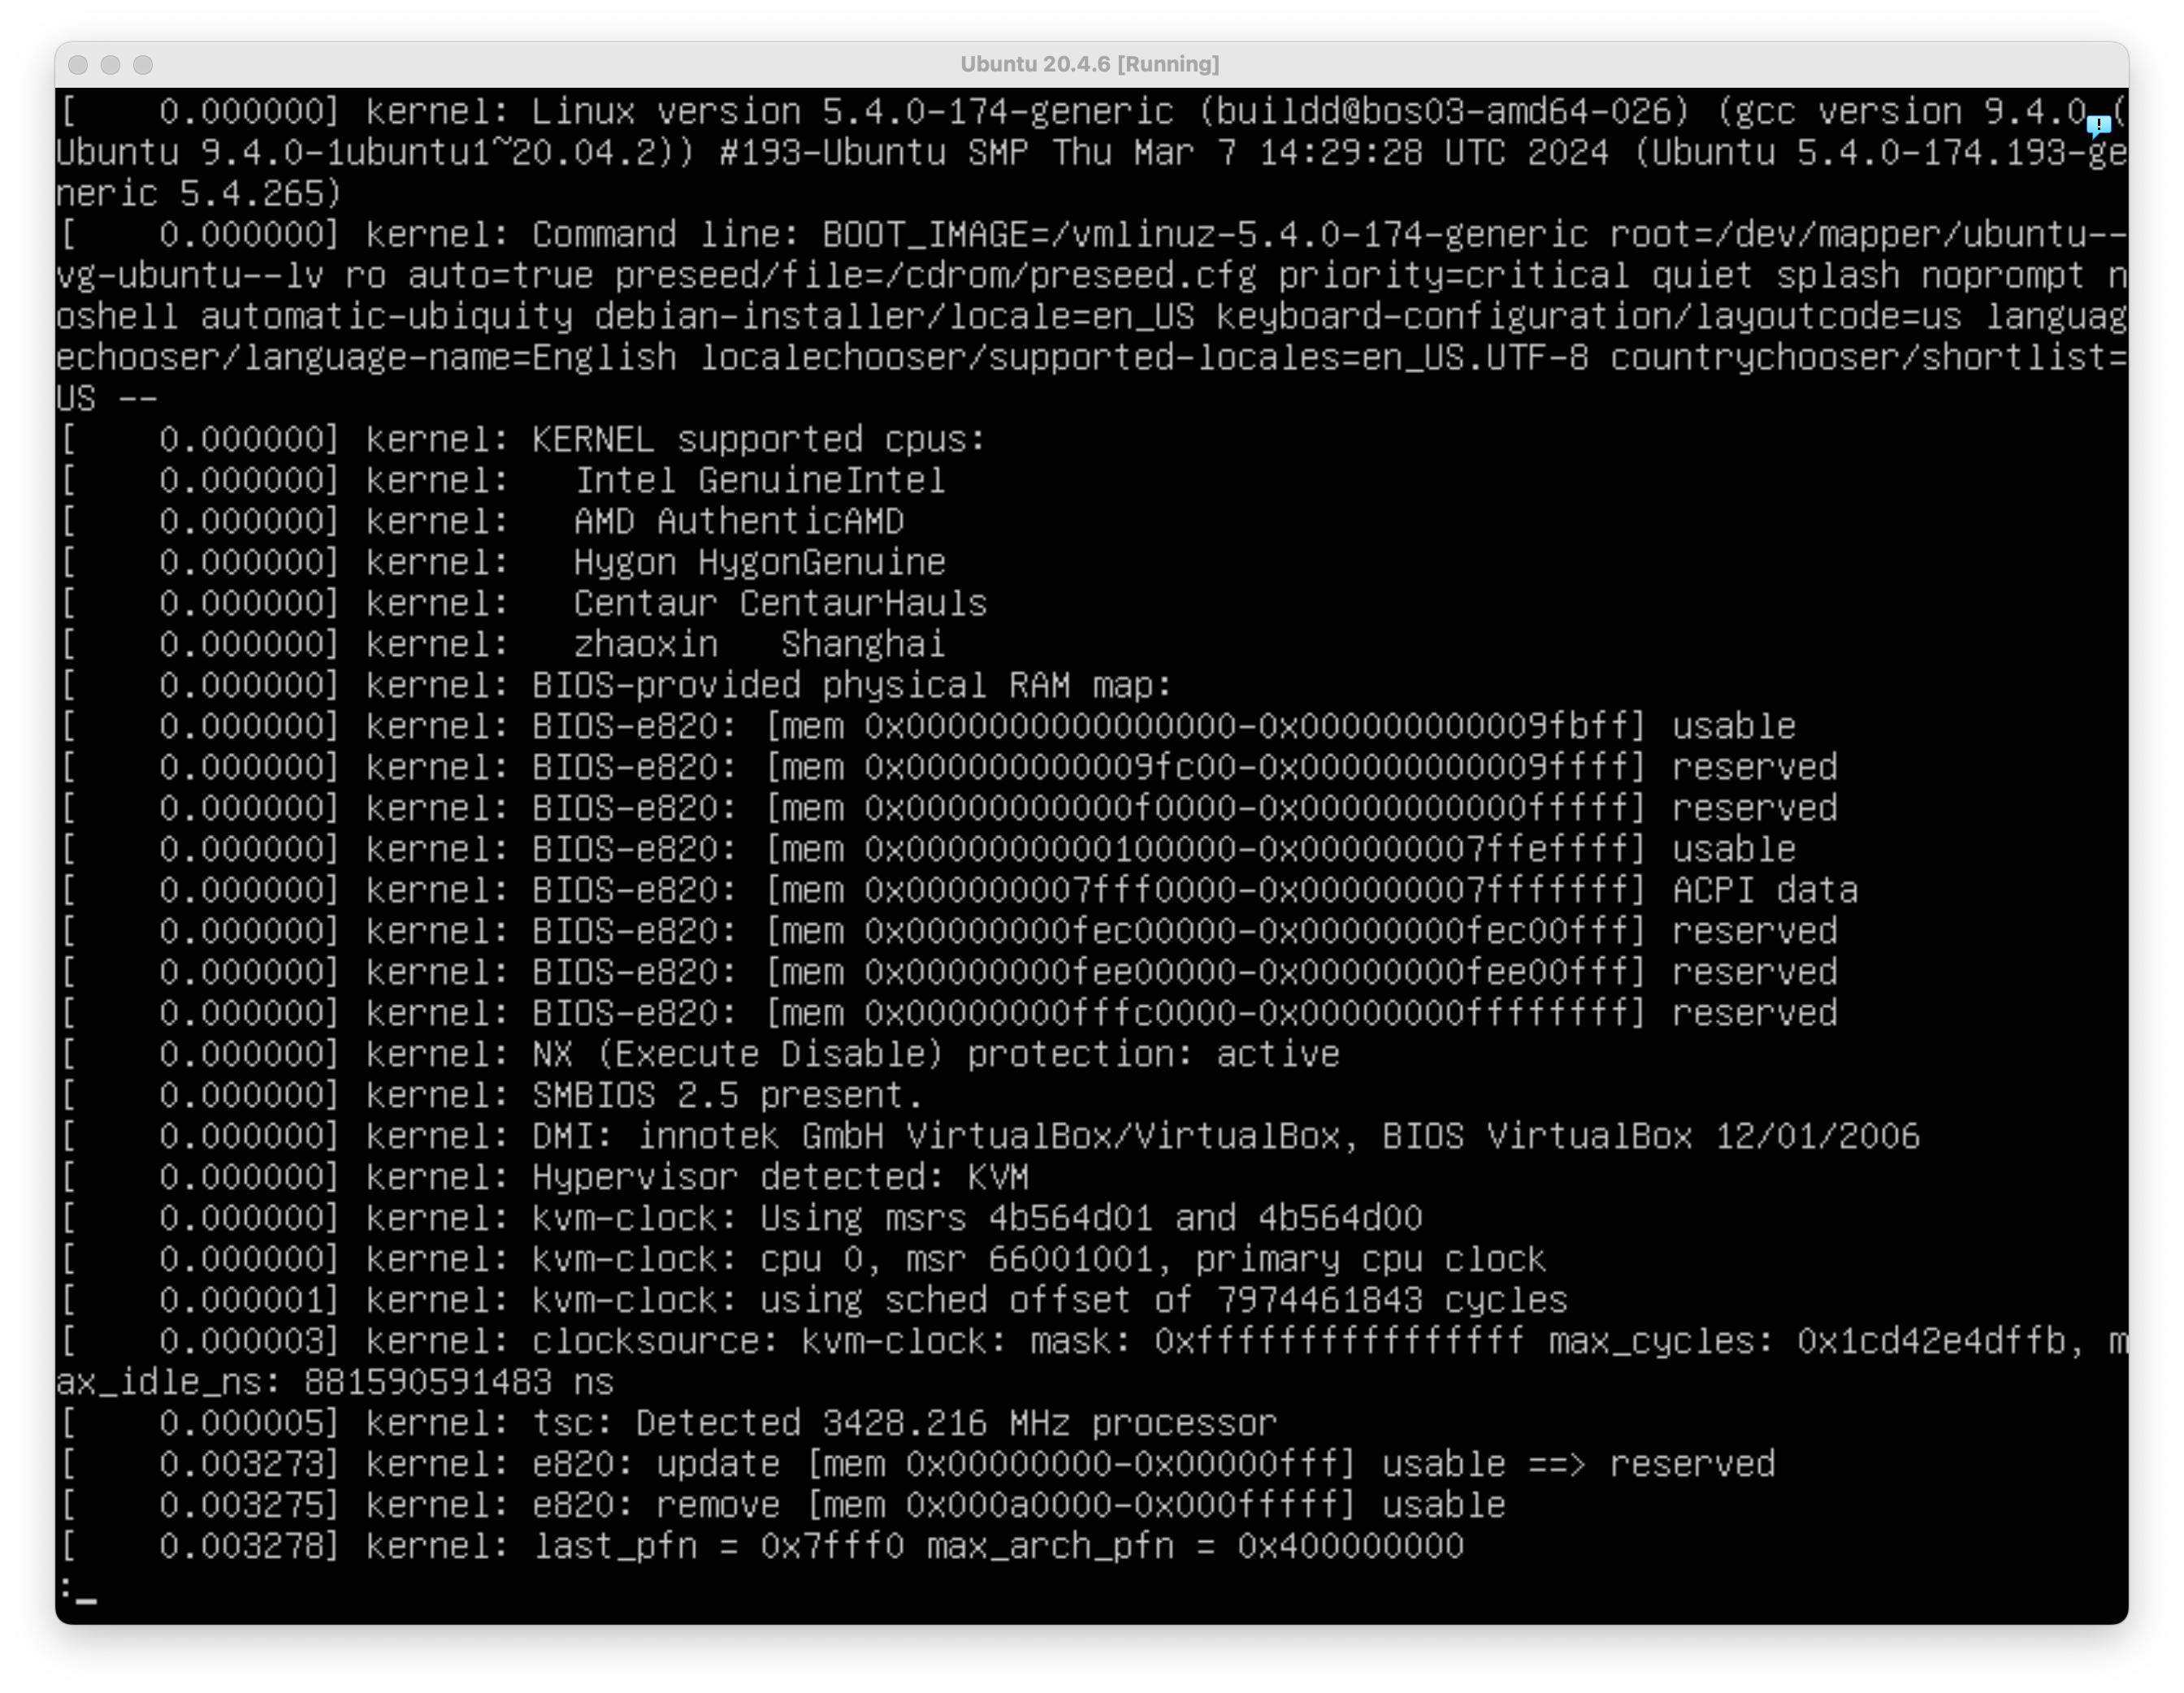 Ubuntu 20.4.6 [Running]
[    0.000000] kernel: Linux version 5.4.0-174-generic (buildd@bos03-amd64-026) (gcc version 9.4.0 (
Ubuntu 9.4.0-1ubuntu1~20.04.2)) #193-Ubuntu SMP Thu Mar 7 14:29:28 UTC 2024 (Ubuntu 5.4.0-174.193-ge
neric 5.4.265)
[    0.000000] kernel: Command line: BOOT_IMAGE=/vmlinuz-5.4.0-174-generic root=/dev/mapper/ubuntu--
vg-ubuntu--lv ro auto=true preseed/file=/cdrom/preseed.cfg priority=critical quiet splash noprompt n
oshell automatic-ubiquity debian-installer/locale=en_US keyboard-configuration/layoutcode=us languag
echooser/language-name=English localechooser/supported-locales=en_US.UTF-8 countrychooser/shortlist=
US --
[    0.000000] kernel: KERNEL supported cpus:
[    0.000000] kernel:   Intel GenuineIntel
[    0.000000] kernel:   AMD AuthenticAMD
[    0.000000] kernel:   Hygon HygonGenuine
[    0.000000] kernel:   Centaur CentaurHauls
[    0.000000] kernel:   zhaoxin   Shanghai
[    0.000000] kernel: BIOS-provided physical RAM map:
[    0.000000] kernel: BIOS-e820: [mem 0x0000000000000000-0x000000000009fbff] usable
[    0.000000] kernel: BIOS-e820: [mem 0x000000000009fc00-0x000000000009ffff] reserved
[    0.000000] kernel: BIOS-e820: [mem 0x00000000000f0000-0x00000000000fffff] reserved
[    0.000000] kernel: BIOS-e820: [mem 0x0000000000100000-0x000000007ffeffff] usable
[    0.000000] kernel: BIOS-e820: [mem 0x000000007fff0000-0x000000007fffffff] ACPI data
[    0.000000] kernel: BIOS-e820: [mem 0x00000000fec00000-0x00000000fec00fff] reserved
[    0.000000] kernel: BIOS-e820: [mem 0x00000000fee00000-0x00000000fee00fff] reserved
[    0.000000] kernel: BIOS-e820: [mem 0x00000000fffc0000-0x00000000ffffffff] reserved
[    0.000000] kernel: NX (Execute Disable) protection: active
[    0.000000] kernel: SMBIOS 2.5 present.
[    0.000000] kernel: DMI: innotek GmbH VirtualBox/VirtualBox, BIOS VirtualBox 12/01/2006
[    0.000000] kernel: Hypervisor detected: KVM
[    0.000000] kernel: kvm-clock: Using msrs 4b564d01 and 4b564d00
[    0.000000] kernel: kvm-clock: cpu 0, msr 66001001, primary cpu clock
[    0.000001] kernel: kvm-clock: using sched offset of 7974461843 cycles
[    0.000003] kernel: clocksource: kvm-clock: mask: 0xffffffffffffffff max_cycles: 0x1cd42e4dffb, m
ax_idle_ns: 881590591483 ns
[    0.000005] kernel: tsc: Detected 3428.216 MHz processor
[    0.003273] kernel: e820: update [mem 0x00000000-0x00000fff] usable ==> reserved
[    0.003275] kernel: e820: remove [mem 0x000a0000-0x000fffff] usable
[    0.003278] kernel: last_pfn = 0x7fff0 max_arch_pfn = 0x400000000
: